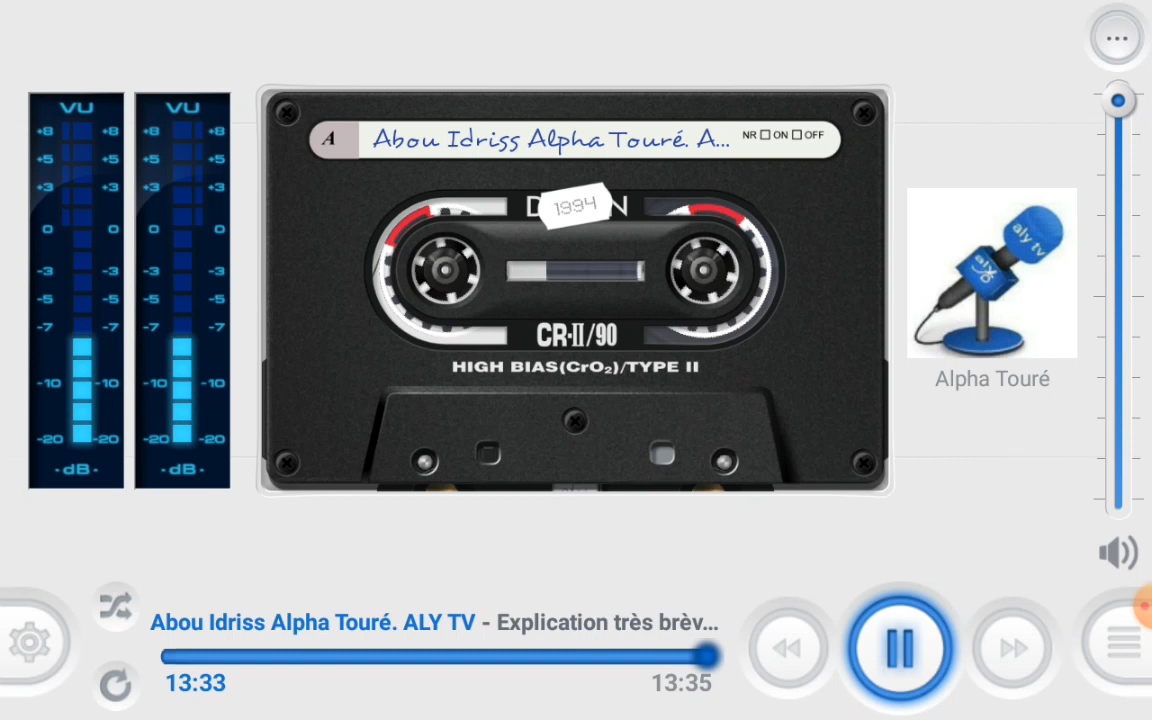 VU VU
+8 +8 +8 +8
+5 +5 +5 +5
+3 +3 +3 +3
0 0 0 0
-3 -3 -3 -3
-5 -5 -5 -5
-7 -7 -7 -7
-10 -10 -10 -10
-20 -20 -20 -20
·dB· ·dB·
A Abou Idriss Alpha Touré. A... NR ON OFF
1994
CR·II/90
HIGH BIAS(CrO₂)/TYPE II
aly tv
aly
Alpha Touré
Abou Idriss Alpha Touré. ALY TV - Explication très brèv...
13:33 13:35